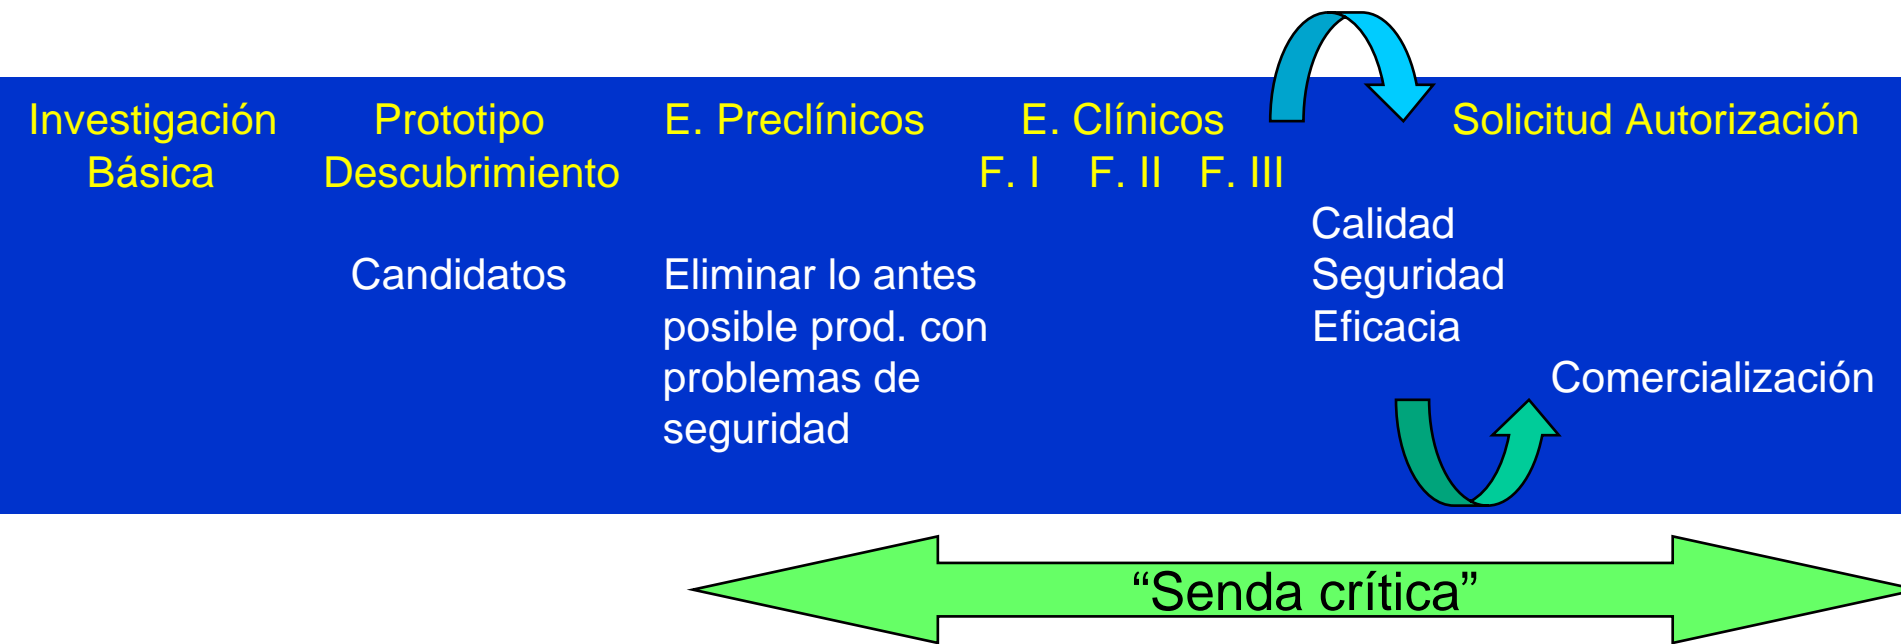 Investigación
Básica
Prototipo
Descubrimiento
E. Preclínicos
E. Clínicos
F. I F. II F. III
Solicitud Autorización
Candidatos
Eliminar lo antes
posible prod. con
problemas de
seguridad
Calidad
Seguridad
Eficacia
Comercialización
“Senda crítica”